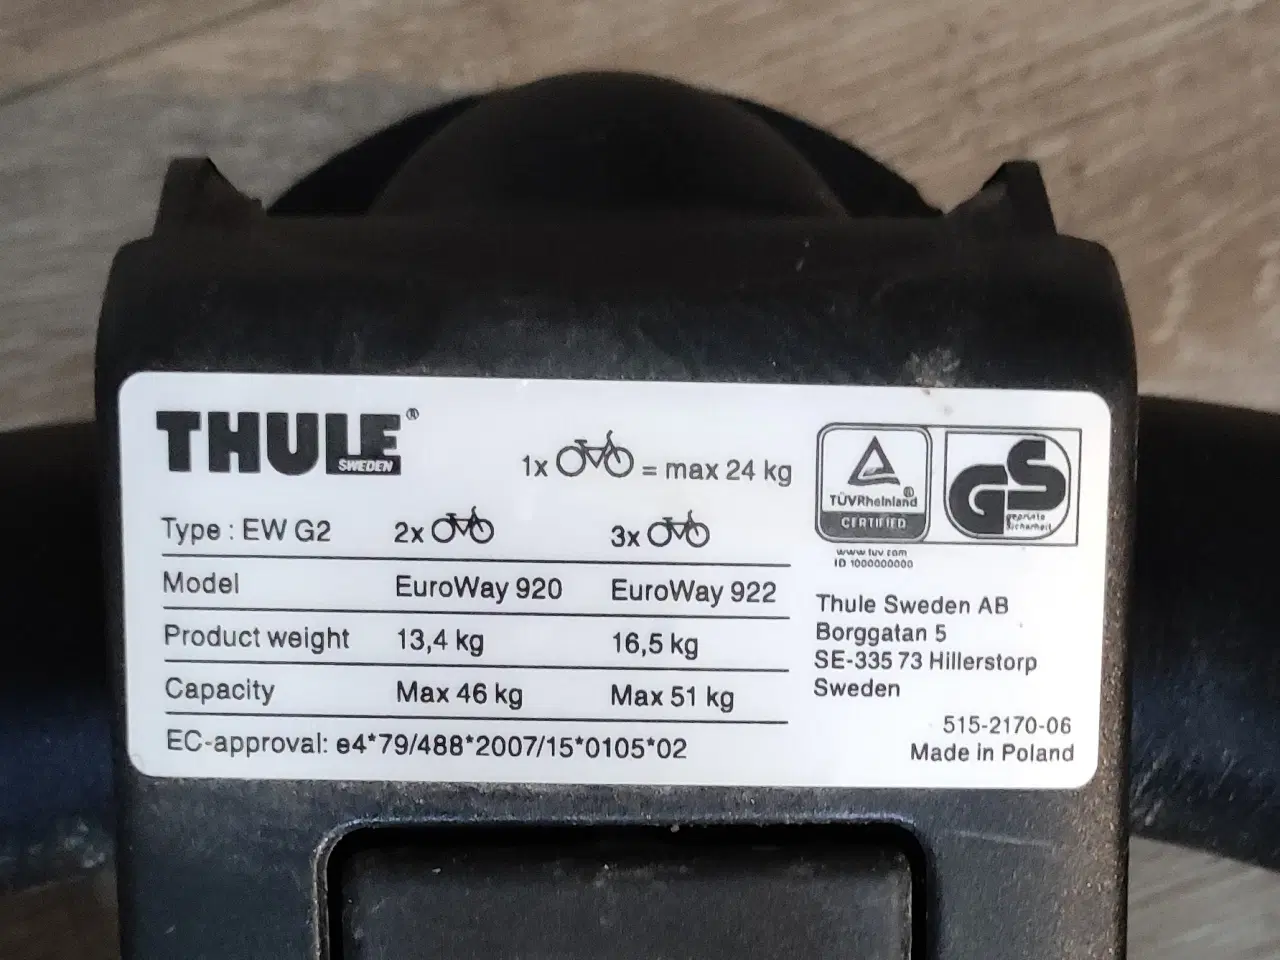 THULE®
SWEDEN
1x = max 24 kg
TÜVRheinland®
CERTIFIED
GS
geprüfte
Sicherheit
www.tuv.com
ID 1000000000
Type : EW G2 2x 3x
Model EuroWay 920 EuroWay 922
Product weight 13,4 kg 16,5 kg
Capacity Max 46 kg Max 51 kg
EC-approval: e4*79/488*2007/15*0105*02
Thule Sweden AB
Borggatan 5
SE-335 73 Hillerstorp
Sweden
515-2170-06
Made in Poland